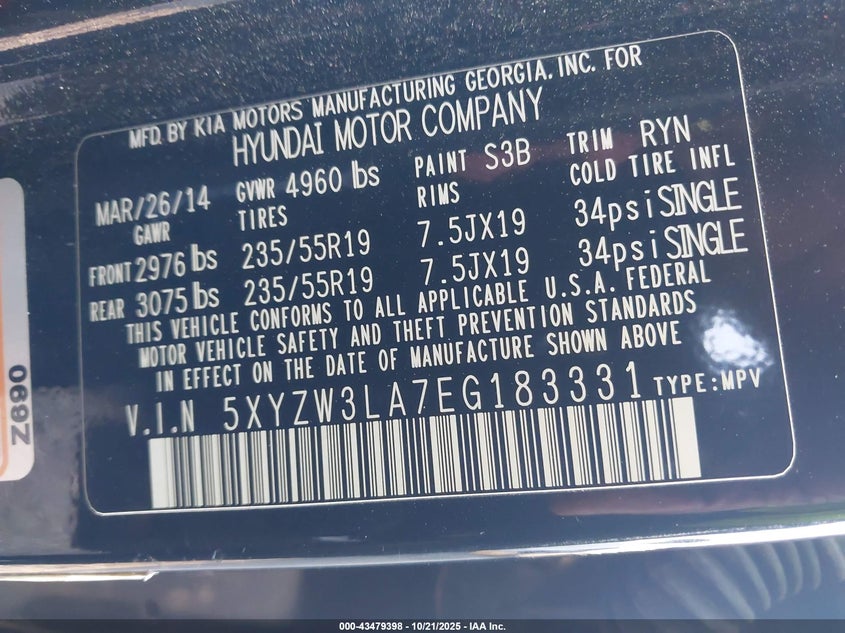 MFD. BY KIA MOTORS MANUFACTURING GEORGIA. INC. FOR
HYUNDAI MOTOR COMPANY
MAR/26/14 GVWR 4960 lbs PAINT S3B TRIM RYN
GAWR TIRES RIMS COLD TIRE INFL
FRONT 2976 lbs 235/55R19 7.5JX19 34psi SINGLE
REAR 3075 lbs 235/55R19 7.5JX19 34psi SINGLE
THIS VEHICLE CONFORMS TO ALL APPLICABLE U.S.A. FEDERAL
MOTOR VEHICLE SAFETY AND THEFT PREVENTION STANDARDS
IN EFFECT ON THE DATE OF MANUFACTURE SHOWN ABOVE
V.I.N 5XYZW3LA7EG183331 TYPE:MPV
Z690
000-43479398 - 10/21/2025 - IAA Inc.